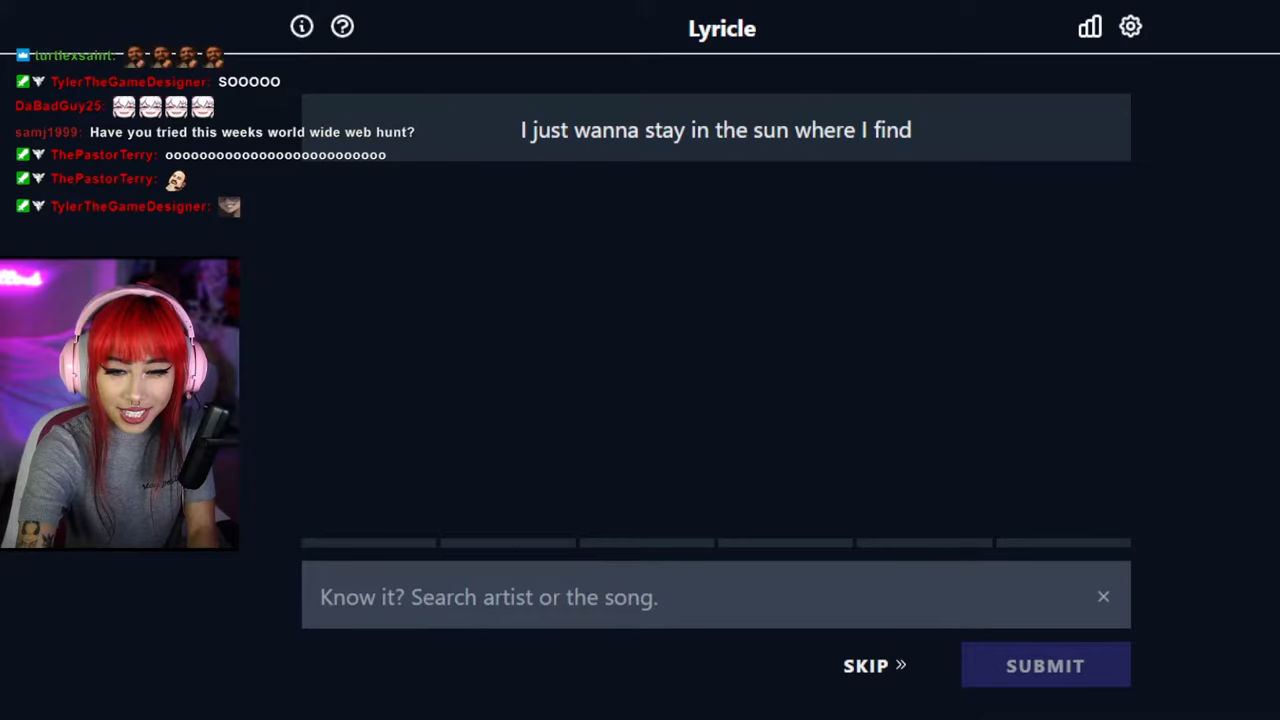 Lyricle
turtlexsaint:
TylerTheGameDesigner: SOOOOO
DaBadGuy25:
samj1999: Have you tried this weeks world wide web hunt?
ThePastorTerry: oooooooooooooooooooooooooo
ThePastorTerry:
TylerTheGameDesigner:
I just wanna stay in the sun where I find
Know it? Search artist or the song.
SKIP »
SUBMIT